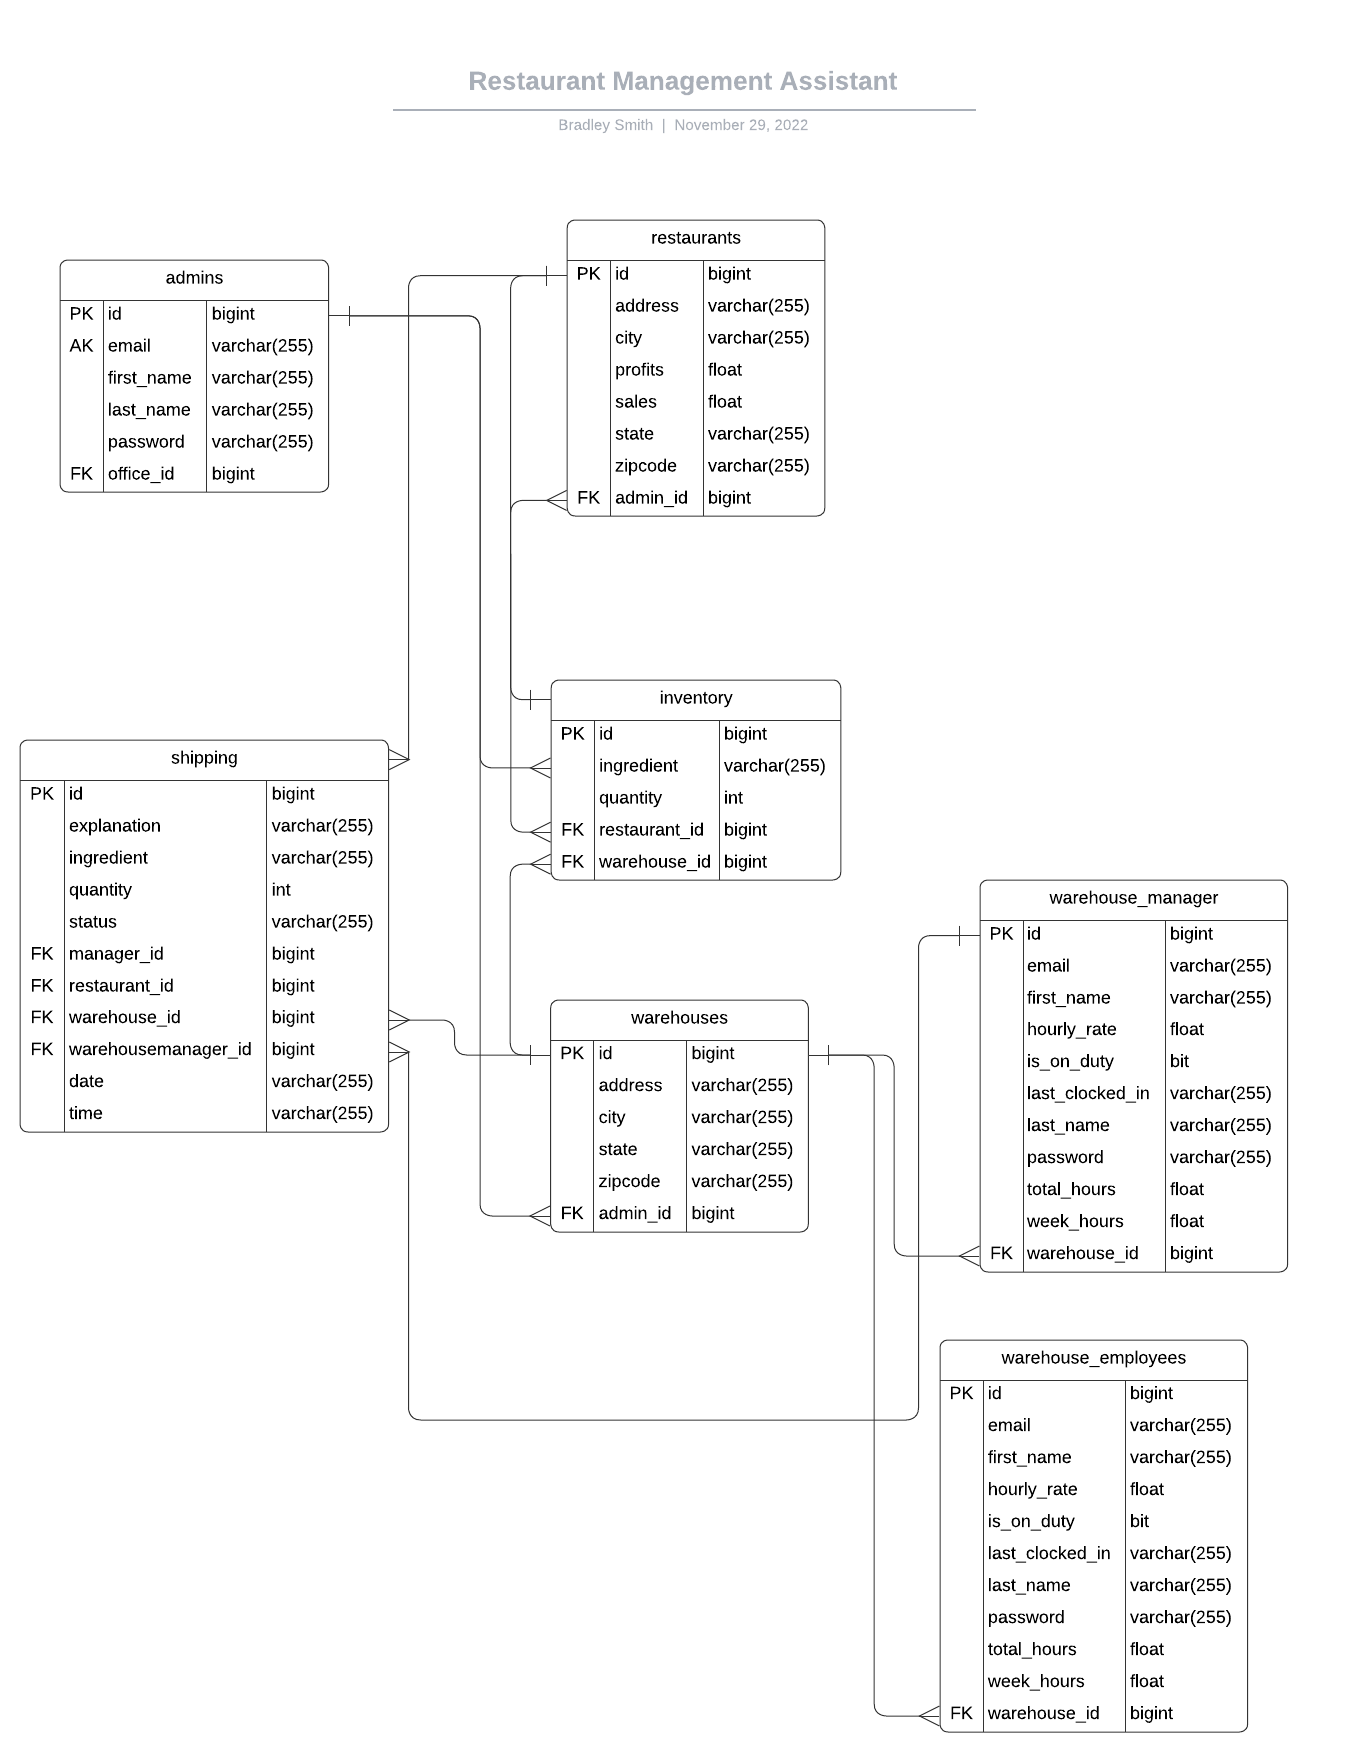 Restaurant Management Assistant
Bradley Smith | November 29, 2022
admins
PK id bigint
AK email varchar(255)
first_name varchar(255)
last_name varchar(255)
password varchar(255)
FK office_id bigint
restaurants
PK id bigint
address varchar(255)
city varchar(255)
profits float
sales float
state varchar(255)
zipcode varchar(255)
FK admin_id bigint
inventory
PK id bigint
ingredient varchar(255)
quantity int
FK restaurant_id bigint
FK warehouse_id bigint
shipping
PK id bigint
explanation varchar(255)
ingredient varchar(255)
quantity int
status varchar(255)
FK manager_id bigint
FK restaurant_id bigint
FK warehouse_id bigint
FK warehousemanager_id bigint
date varchar(255)
time varchar(255)
warehouses
PK id bigint
address varchar(255)
city varchar(255)
state varchar(255)
zipcode varchar(255)
FK admin_id bigint
warehouse_manager
PK id bigint
email varchar(255)
first_name varchar(255)
hourly_rate float
is_on_duty bit
last_clocked_in varchar(255)
last_name varchar(255)
password varchar(255)
total_hours float
week_hours float
FK warehouse_id bigint
warehouse_employees
PK id bigint
email varchar(255)
first_name varchar(255)
hourly_rate float
is_on_duty bit
last_clocked_in varchar(255)
last_name varchar(255)
password varchar(255)
total_hours float
week_hours float
FK warehouse_id bigint